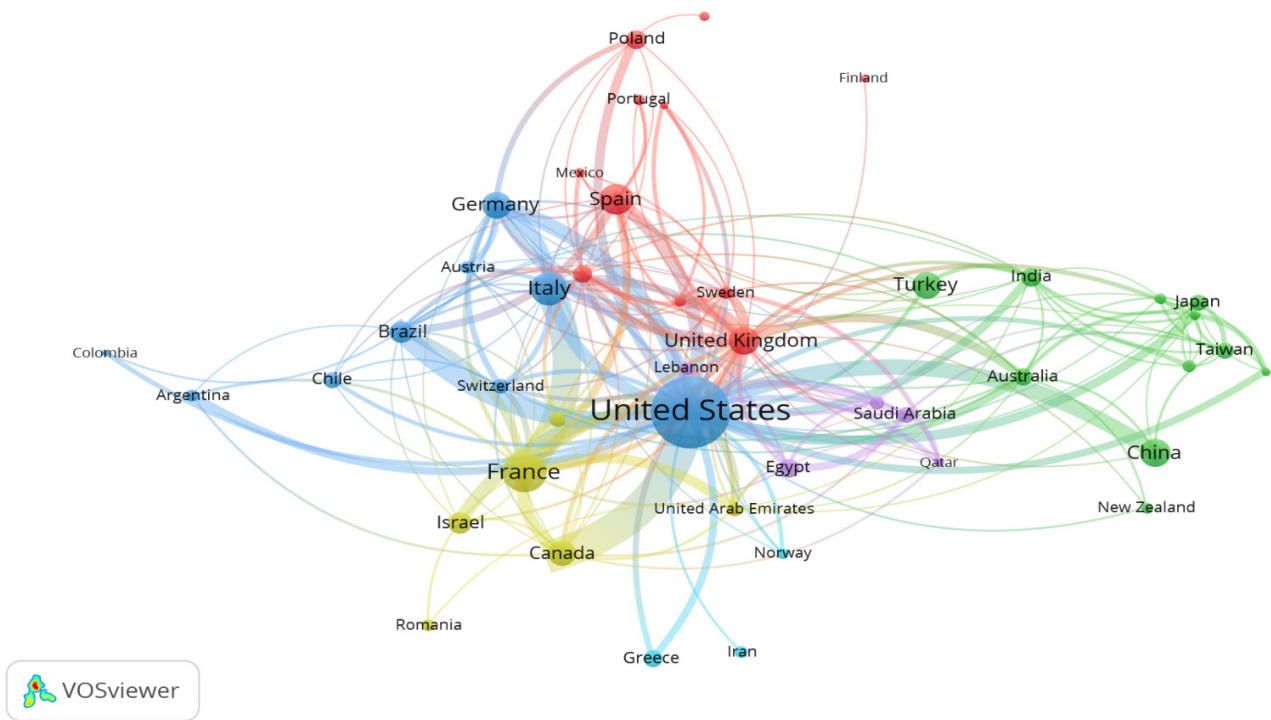 Poland
Finland
Portugal
Mexico
Spain
Germany
Austria
Italy
Sweden
Turkey
India
Japan
Brazil
United Kingdom
Taiwan
Colombia
Lebanon
Chile
Switzerland
Australia
Argentina
United States
Saudi Arabia
China
France
Egypt
Qatar
United Arab Emirates
New Zealand
Israel
Canada
Norway
Romania
Greece
Iran
VOSviewer